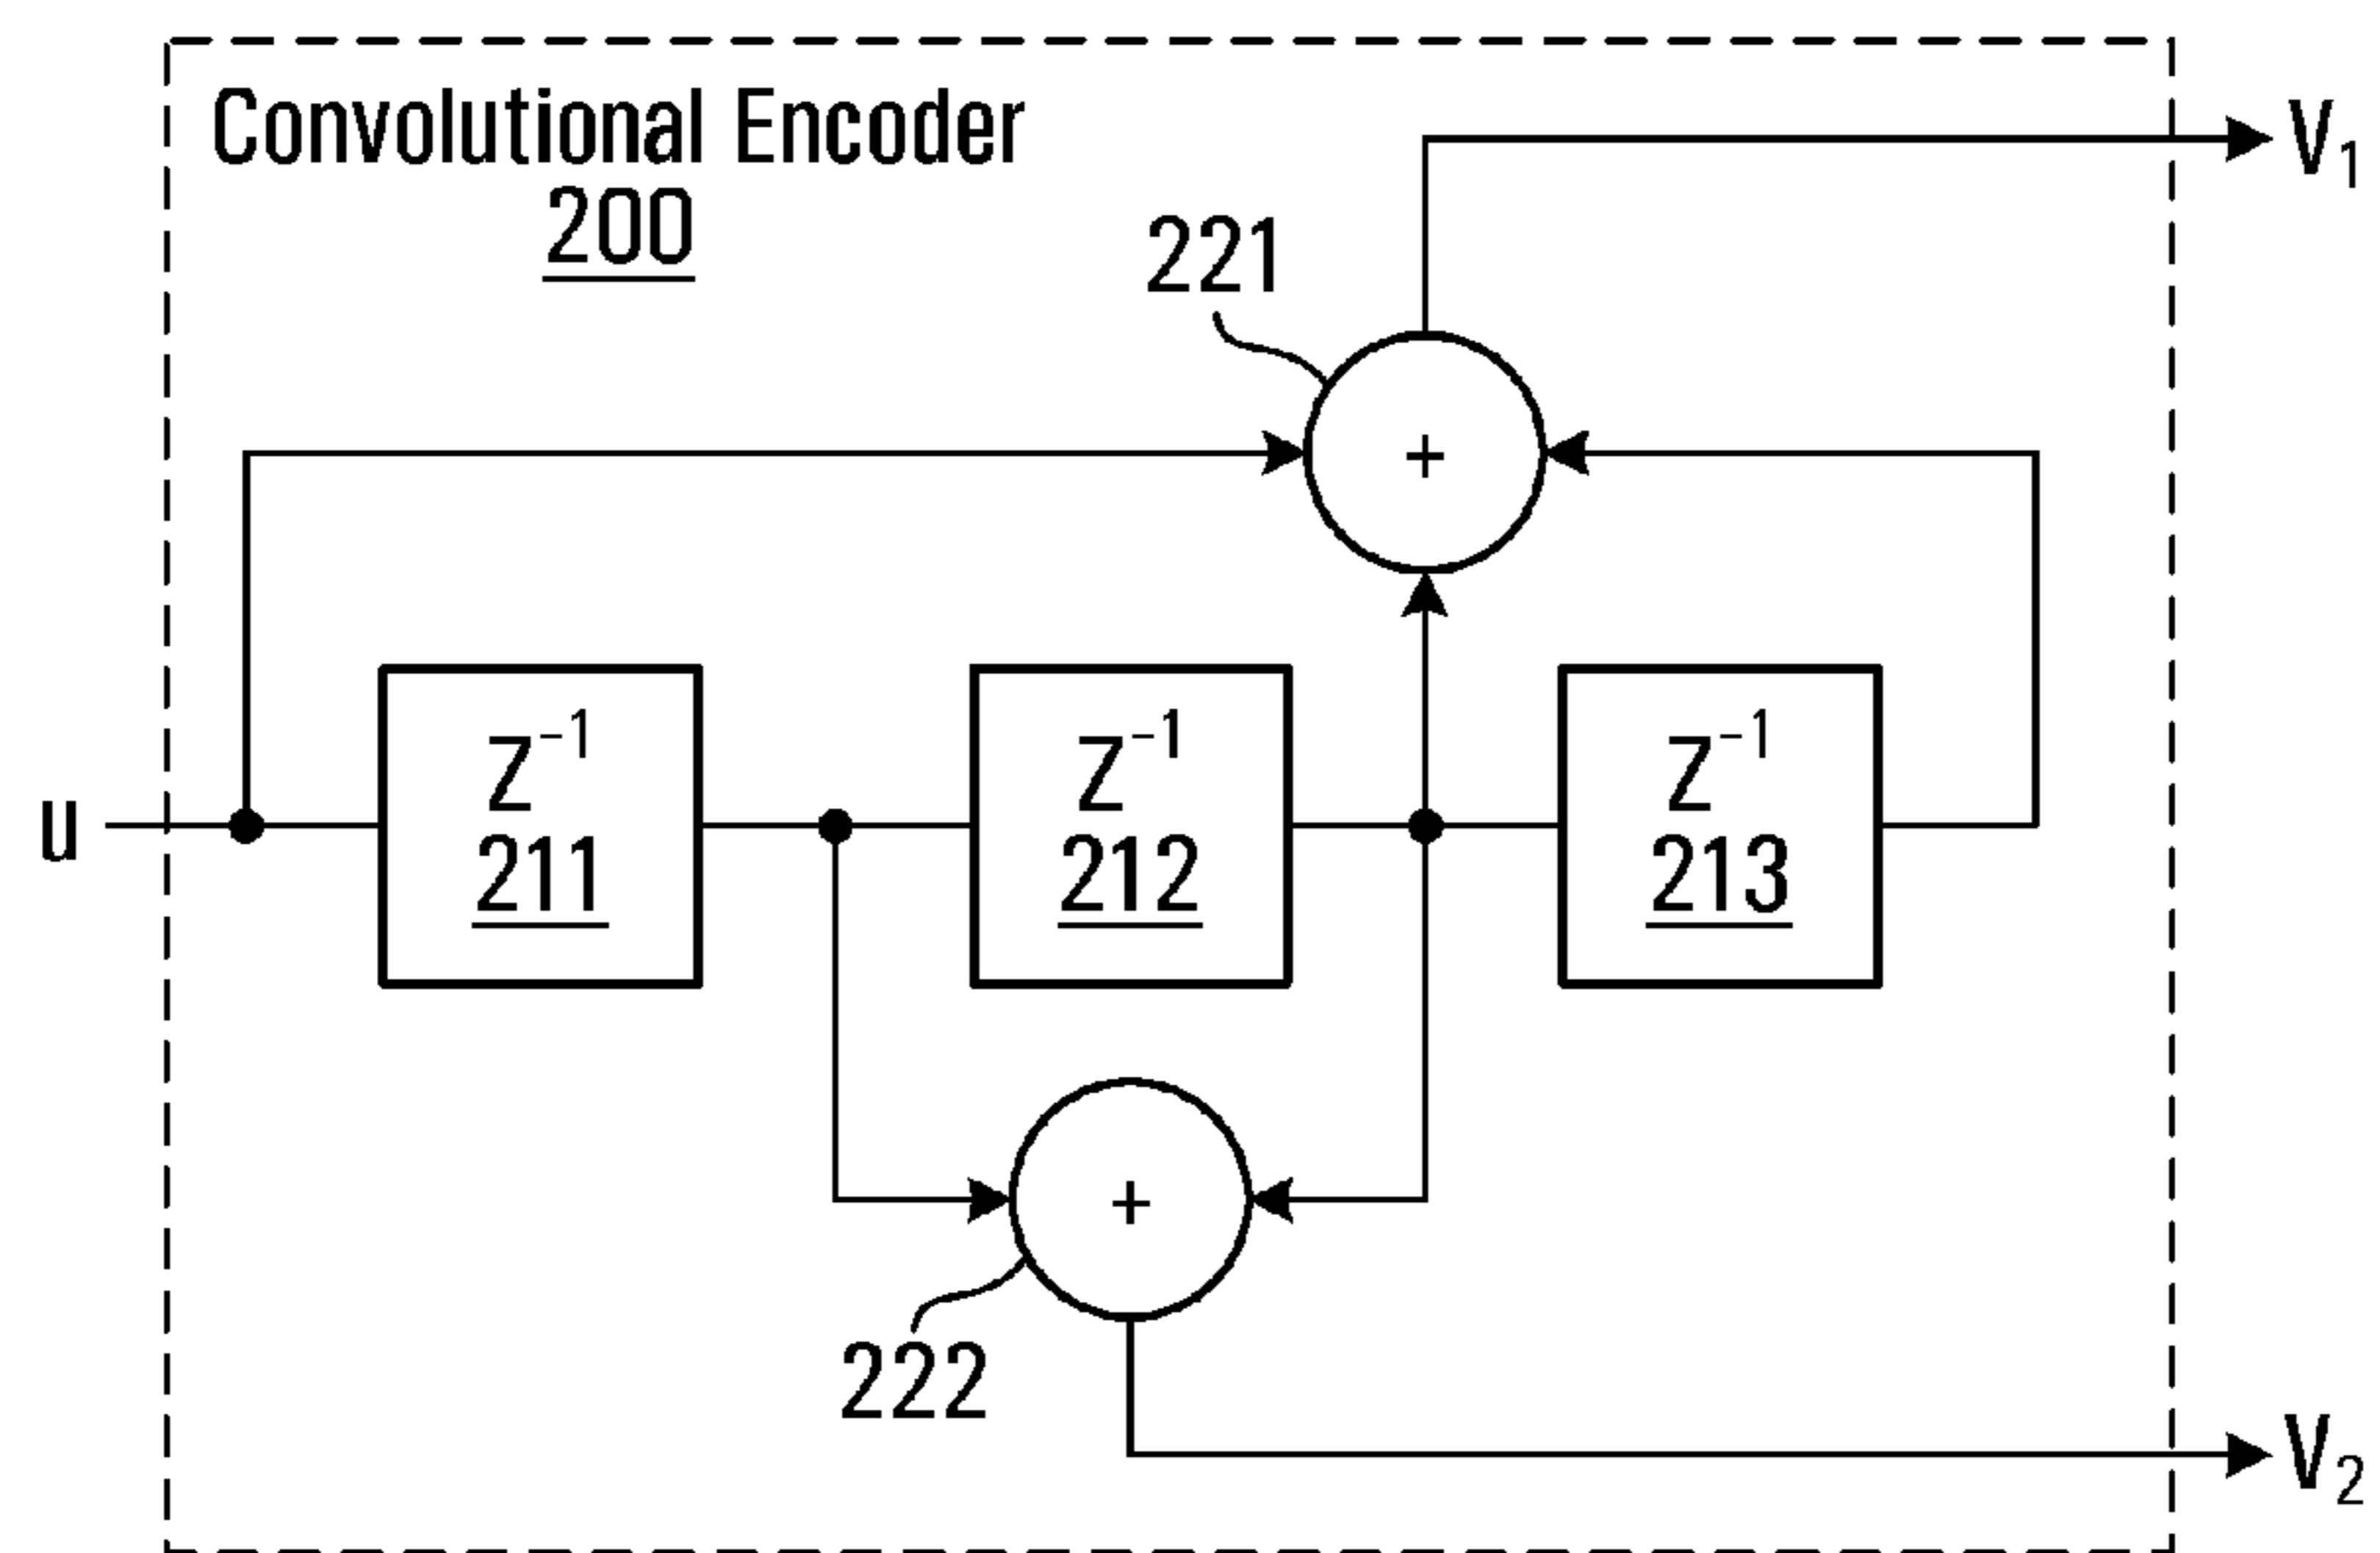 Convolutional Encoder
200
V1
221
+
u
Z−1
211
Z−1
212
Z−1
213
+
222
V2